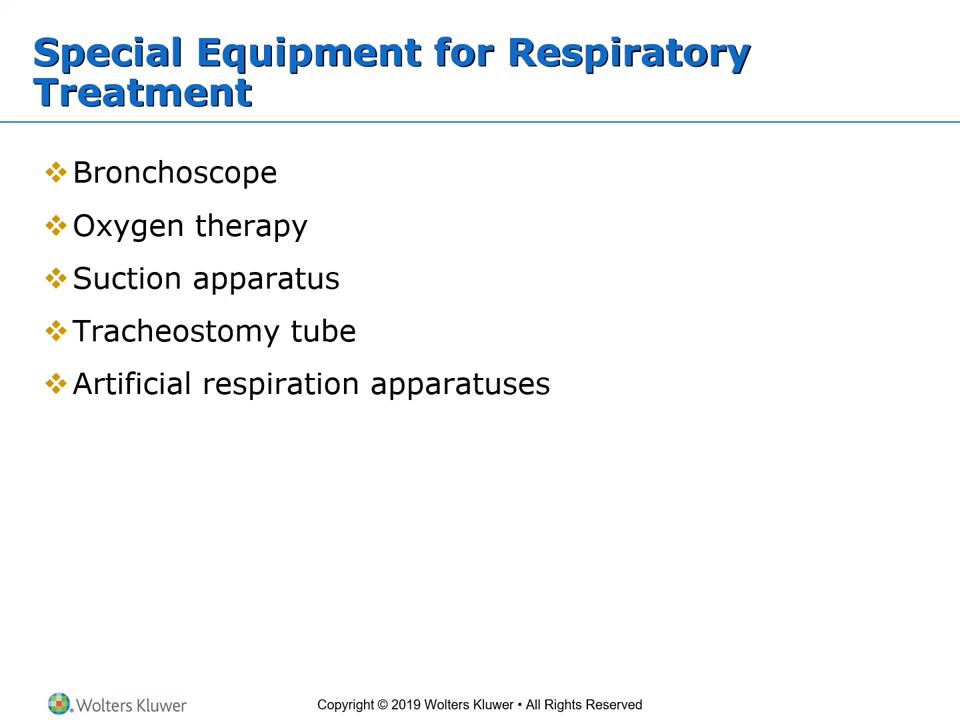 Special Equipment for Respiratory
Treatment
❖Bronchoscope
❖Oxygen therapy
❖Suction apparatus
❖Tracheostomy tube
❖Artificial respiration apparatuses
Wolters Kluwer
Copyright © 2019 Wolters Kluwer • All Rights Reserved